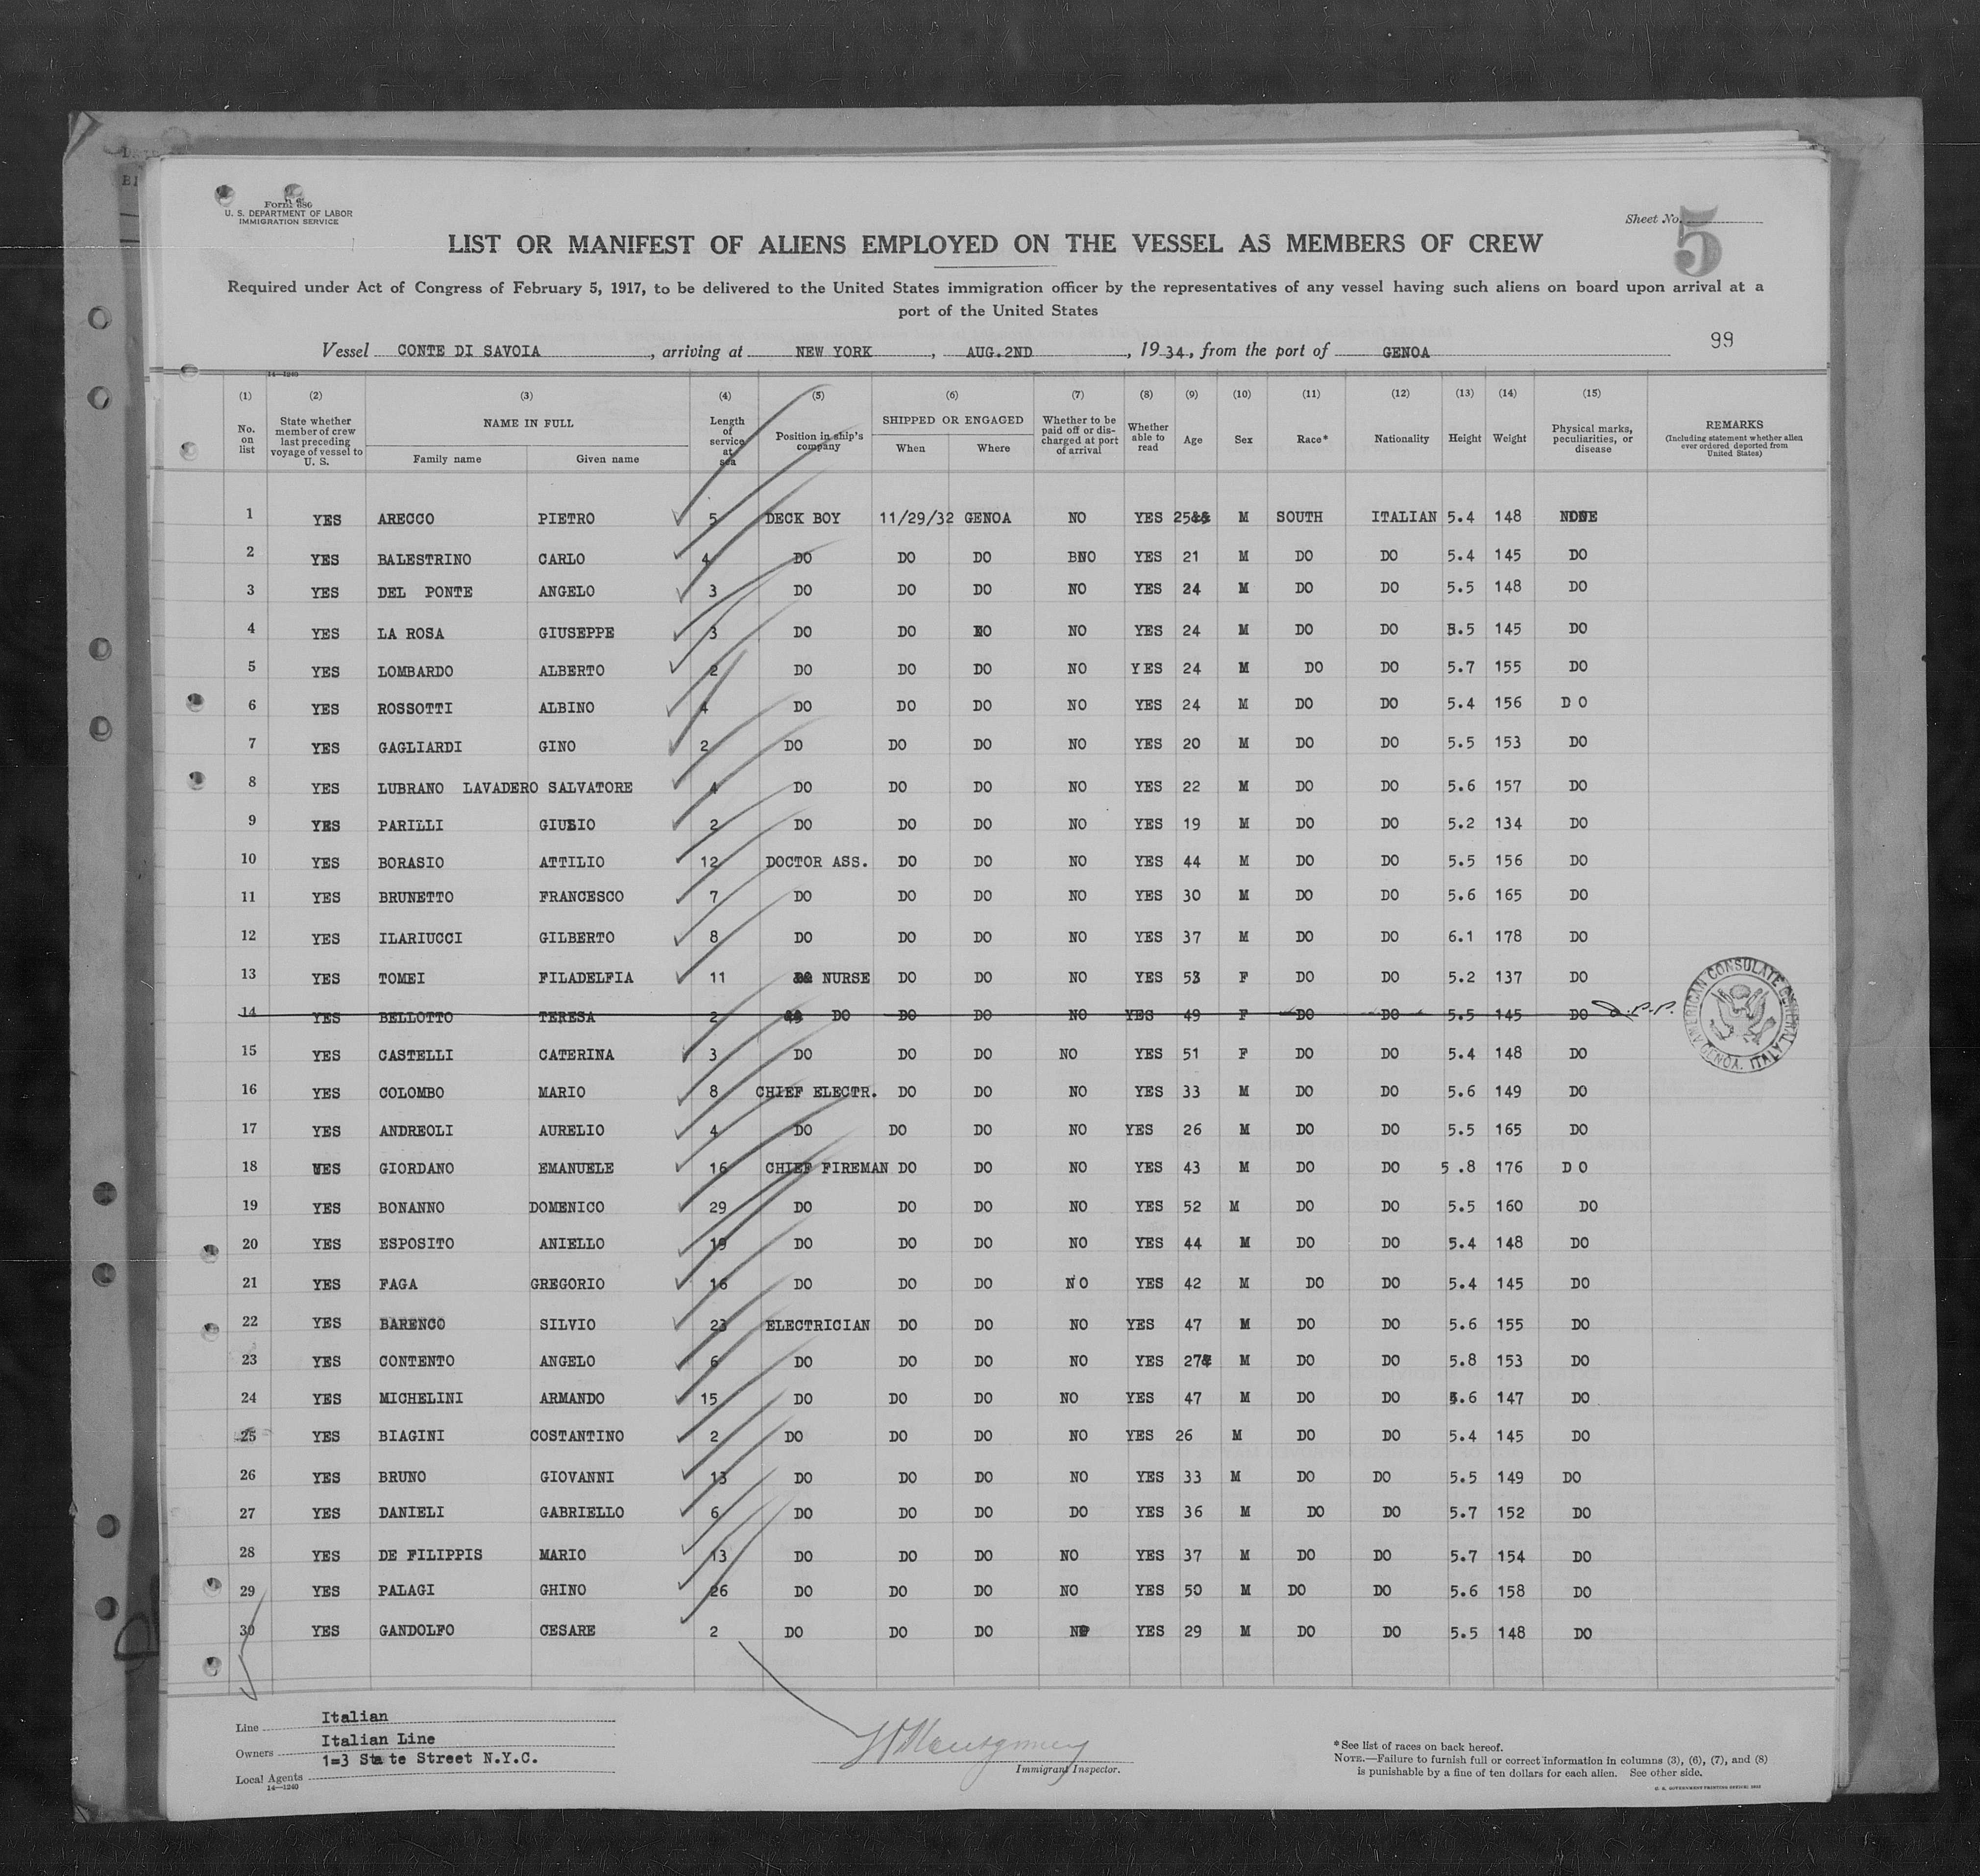 Form 686
U. S. DEPARTMENT OF LABOR
IMMIGRATION SERVICE
Sheet No. 5
LIST OR MANIFEST OF ALIENS EMPLOYED ON THE VESSEL AS MEMBERS OF CREW
Required under Act of Congress of February 5, 1917, to be delivered to the United States immigration officer by the representatives of any vessel having such aliens on board upon arrival at a
port of the United States
99
Vessel CONTE DI SAVOIA, arriving at NEW YORK, AUG.2ND, 1934, from the port of GENOA
14—1240
(1) (2) (3) (4) (5) (6) (7) (8) (9) (10) (11) (12) (13) (14) (15)
No. on list
State whether member of crew last preceding voyage of vessel to U. S.
NAME IN FULL
Family name
Given name
Length of service at sea
Position in ship's company
SHIPPED OR ENGAGED
When
Where
Whether to be paid off or discharged at port of arrival
Whether able to read
Age
Sex
Race*
Nationality
Height
Weight
Physical marks, peculiarities, or disease
REMARKS
(Including statement whether alien ever ordered deported from United States)
1 YES ARECCO PIETRO 5 DECK BOY 11/29/32 GENOA NO YES 25 M SOUTH ITALIAN 5.4 148 NONE
2 YES BALESTRINO CARLO 4 DO DO DO BNO YES 21 M DO DO 5.4 145 DO
3 YES DEL PONTE ANGELO 3 DO DO DO NO YES 24 M DO DO 5.5 148 DO
4 YES LA ROSA GIUSEPPE 3 DO DO DO NO YES 24 M DO DO 5.5 145 DO
5 YES LOMBARDO ALBERTO 2 DO DO DO NO YES 24 M DO DO 5.7 155 DO
6 YES ROSSOTTI ALBINO 4 DO DO DO NO YES 24 M DO DO 5.4 156 D O
7 YES GAGLIARDI GINO 2 DO DO DO NO YES 20 M DO DO 5.5 153 DO
8 YES LUBRANO LAVADERO SALVATORE 4 DO DO DO NO YES 22 M DO DO 5.6 157 DO
9 YES PARILLI 2 DO DO DO NO YES 19 M DO DO 5.2 134 DO
10 YES BORASIO ATTILIO 12 DOCTOR ASS. DO DO NO YES 44 M DO DO 5.5 156 DO
11 YES BRUNETTO FRANCESCO 7 DO DO DO NO YES 30 M DO DO 5.6 165 DO
12 YES ILARIUCCI GILBERTO 8 DO DO DO NO YES 37 M DO DO 6.1 178 DO
13 YES TOMEI FILADELFIA 11 NURSE DO DO NO YES 53 F DO DO 5.2 137 DO
14 YES BELLOTTO TERESA 2 DO DO DO NO YES 49 F DO DO 5.5 145 DO
AMERICAN CONSULATE GENERAL, GENOA, ITALY
15 YES CASTELLI CATERINA 3 DO DO DO NO YES 51 F DO DO 5.4 148 DO
16 YES COLOMBO MARIO 8 CHIEF ELECTR. DO DO NO YES 33 M DO DO 5.6 149 DO
17 YES ANDREOLI AURELIO 4 DO DO DO NO YES 26 M DO DO 5.5 165 DO
18 YES GIORDANO EMANUELE 16 CHIEF FIREMAN DO DO NO YES 43 M DO DO 5 .8 176 D O
19 YES BONANNO DOMENICO 29 DO DO DO NO YES 52 M DO DO 5.5 160 DO
20 YES ESPOSITO ANIELLO 19 DO DO DO NO YES 44 M DO DO 5.4 148 DO
21 YES FAGA GREGORIO 16 DO DO DO N O YES 42 M DO DO 5.4 145 DO
22 YES BARENCO SILVIO 23 ELECTRICIAN DO DO NO YES 47 M DO DO 5.6 155 DO
23 YES CONTENTO ANGELO 6 DO DO DO NO YES 27 M DO DO 5.8 153 DO
24 YES MICHELINI ARMANDO 15 DO DO DO NO YES 47 M DO DO 5.6 147 DO
25 YES BIAGINI COSTANTINO 2 DO DO DO NO YES 26 M DO DO 5.4 145 DO
26 YES BRUNO GIOVANNI 13 DO DO DO NO YES 33 M DO DO 5.5 149 DO
27 YES DANIELI GABRIELLO 6 DO DO DO DO YES 36 M DO DO 5.7 152 DO
28 YES DE FILIPPIS MARIO 13 DO DO DO NO YES 37 M DO DO 5.7 154 DO
29 YES PALAGI GHINO 26 DO DO DO NO YES 50 M DO DO 5.6 158 DO
30 YES GANDOLFO CESARE 2 DO DO DO NO YES 29 M DO DO 5.5 148 DO
Line Italian
Owners Italian Line
1=3 State Street N.Y.C.
Local Agents
14—1240
Montgomery
Immigrant Inspector.
*See list of races on back hereof.
NOTE.—Failure to furnish full or correct information in columns (3), (6), (7), and (8)
is punishable by a fine of ten dollars for each alien. See other side.